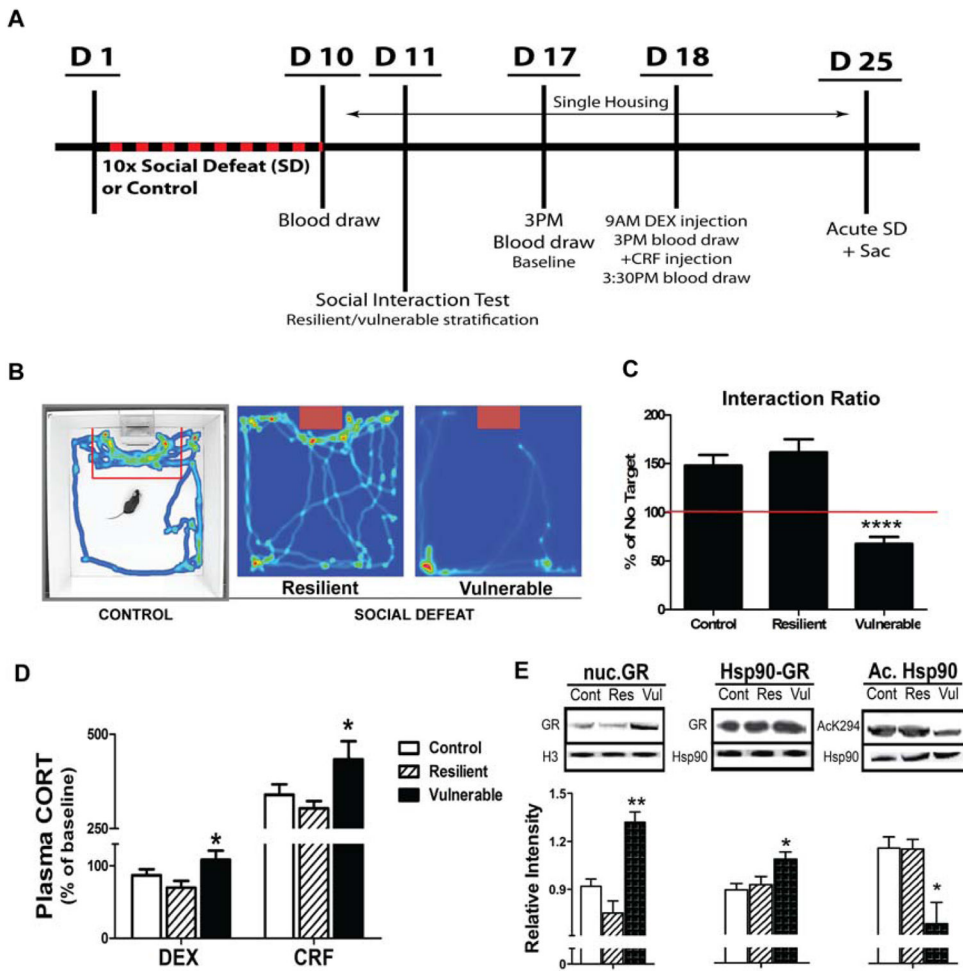 A
D 1
D 10
D 11
D 17
D 18
D 25
Single Housing
10x Social Defeat (SD)
or Control
Blood draw
Social Interaction Test
Resilient/vulnerable stratification
3PM
Blood draw
Baseline
9AM DEX injection
3PM blood draw
+CRF injection
3:30PM blood draw
Acute SD
+ Sac
B
Resilient
Vulnerable
CONTROL
SOCIAL DEFEAT
C
Interaction Ratio
% of No Target
200
150
100
50
0
****
Control
Resilient
Vulnerable
D
Plasma CORT
(% of baseline)
500
250
100
0
*
*
Control
Resilient
Vulnerable
DEX
CRF
E
nuc.GR
Cont Res Vul
GR
H3
Hsp90-GR
Cont Res Vul
GR
Hsp90
Ac. Hsp90
Cont Res Vul
AcK294
Hsp90
Relative Intensity
1.5
1.2
0.9
0
**
*
*